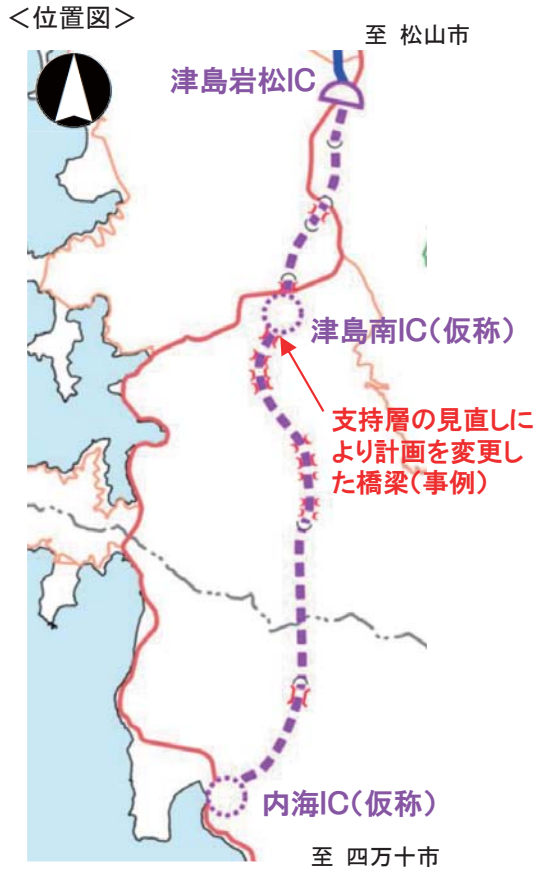 ＜位置図＞
至 松山市
津島岩松IC
津島南IC（仮称）
支持層の見直しに
より計画を変更し
た橋梁（事例）
内海IC（仮称）
至 四万十市